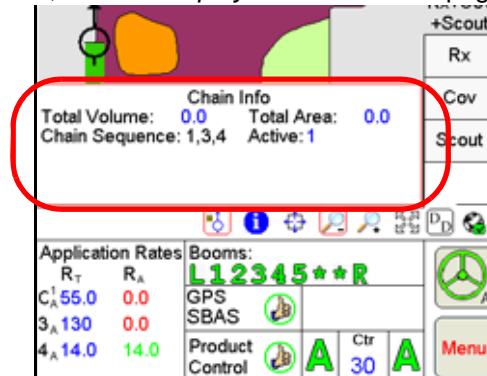 +Scout
Rx
Chain Info
Total Volume: 0.0 Total Area: 0.0
Cov
Chain Sequence: 1,3,4 Active: 1
Scout
DD
Application Rates
RT RA
CA1 55.0 0.0
3A 130 0.0
4A 14.0 14.0
Booms:
L12345**R
GPS
SBAS
Product
Control
A
Ctr
30
A
Menu